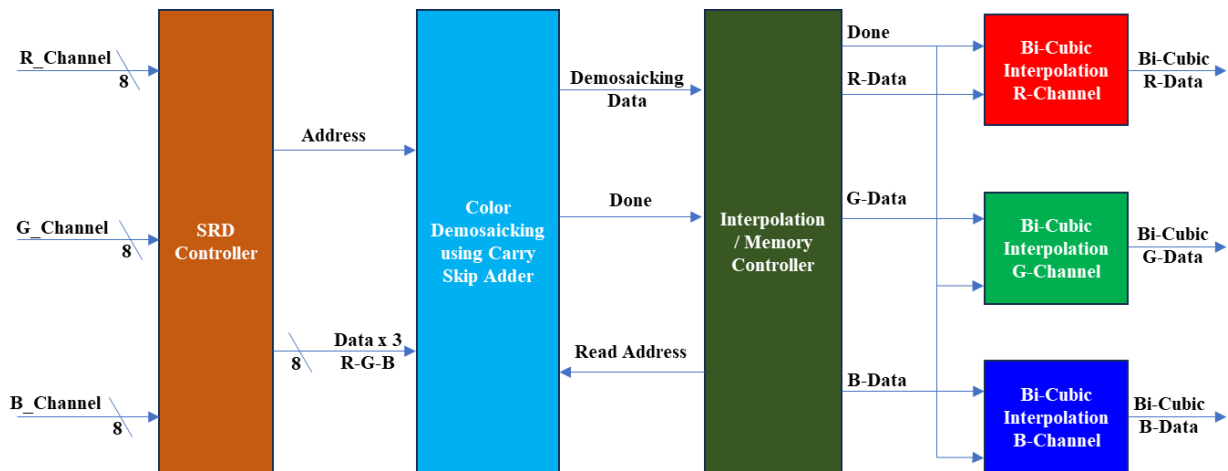 R_Channel
8
G_Channel
8
B_Channel
8
SRD
Controller
Address
Data x 3
8
R-G-B
Color
Demosaicking
using Carry
Skip Adder
Demosaicking
Data
Done
Read Address
Interpolation
/ Memory
Controller
Done
R-Data
G-Data
B-Data
Bi-Cubic
Interpolation
R-Channel
Bi-Cubic
R-Data
Bi-Cubic
Interpolation
G-Channel
Bi-Cubic
G-Data
Bi-Cubic
Interpolation
B-Channel
Bi-Cubic
B-Data